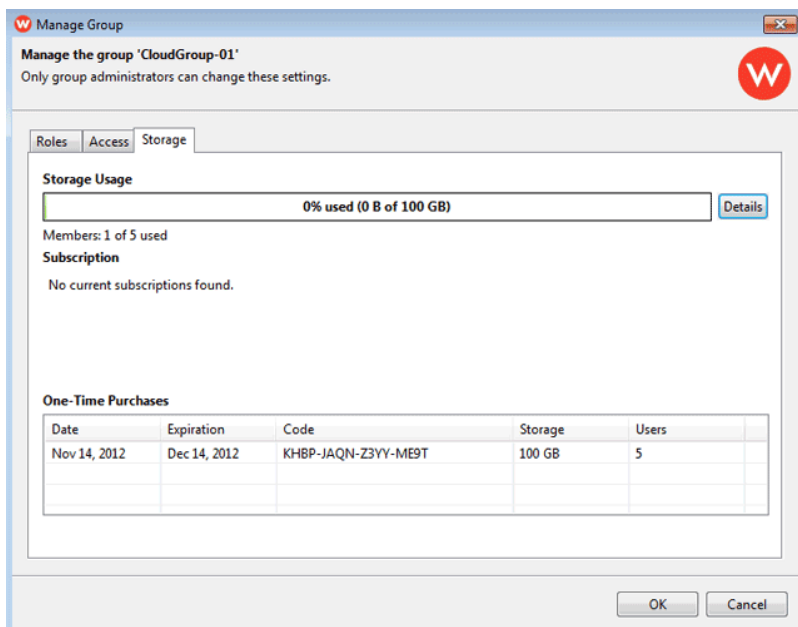 Manage Group
Manage the group 'CloudGroup-01'
Only group administrators can change these settings.
W
Roles Access Storage
Storage Usage
0% used (0 B of 100 GB) Details
Members: 1 of 5 used
Subscription
No current subscriptions found.
One-Time Purchases
Date Expiration Code Storage Users
Nov 14, 2012 Dec 14, 2012 KHBP-JAQN-Z3YY-ME9T 100 GB 5
OK Cancel